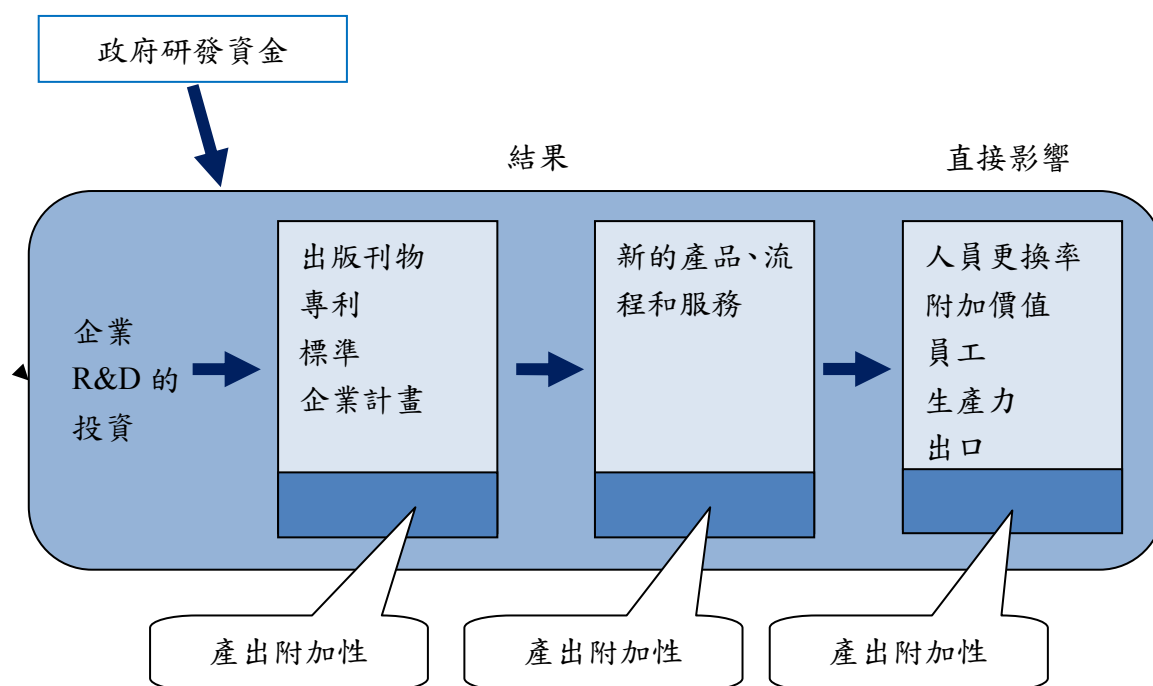 政府研發資金
結果
直接影響
企業
R&D 的
投資
出版刊物
專利
標準
企業計畫
新的產品、流
程和服務
人員更換率
附加價值
員工
生產力
出口
產出附加性
產出附加性
產出附加性